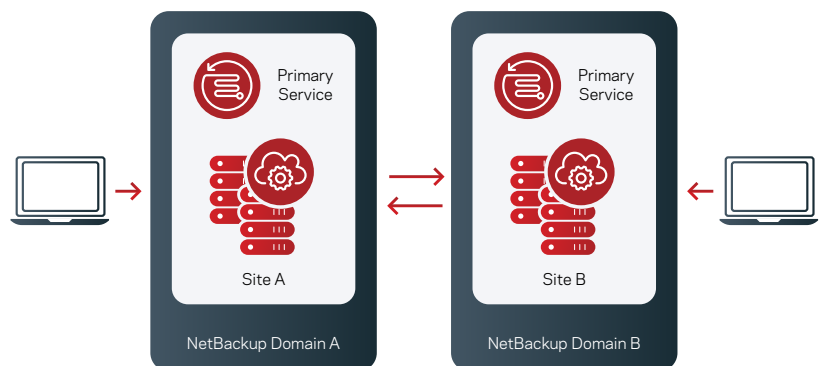 Primary
Service
Site A
NetBackup Domain A
Primary
Service
Site B
NetBackup Domain B